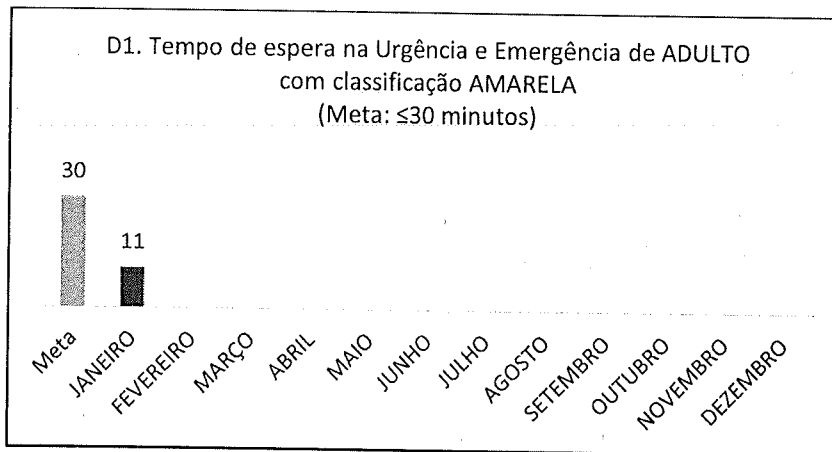 D1. Tempo de espera na Urgência e Emergência de ADULTO
com classificação AMARELA
(Meta: ≤30 minutos)
30
11
Meta
JANEIRO
FEVEREIRO
MARÇO
ABRIL
MAIO
JUNHO
JULHO
AGOSTO
SETEMBRO
OUTUBRO
NOVEMBRO
DEZEMBRO